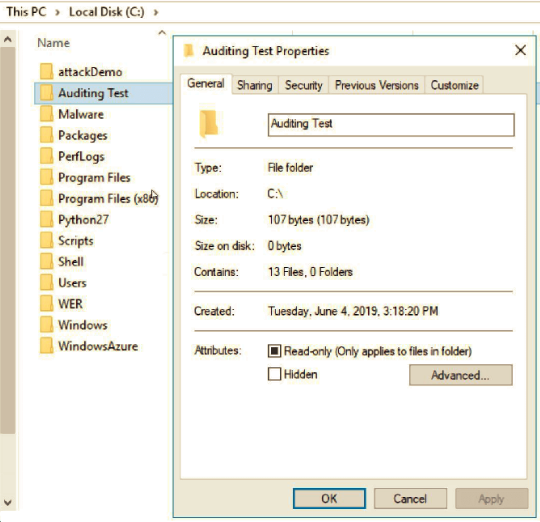 This PC > Local Disk (C:) >
Name
attackDemo
Auditing Test
Malware
Packages
PerfLogs
Program Files
Program Files (x86)
Python27
Scripts
Shell
Users
WER
Windows
WindowsAzure
Auditing Test Properties
General Sharing Security Previous Versions Customize
Auditing Test
Type: File folder
Location: C:\
Size: 107 bytes (107 bytes)
Size on disk: 0 bytes
Contains: 13 Files, 0 Folders
Created: Tuesday, June 4, 2019, 3:18:20 PM
Attributes: Read-only (Only applies to files in folder)
Hidden Advanced...
OK Cancel Apply